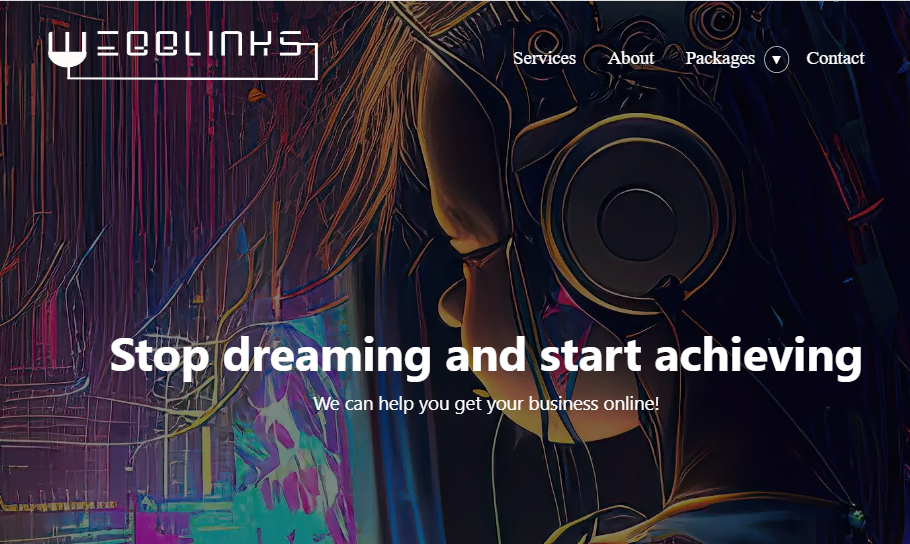 WEBBLINKS
Services About Packages ▼ Contact
Stop dreaming and start achieving
We can help you get your business online!